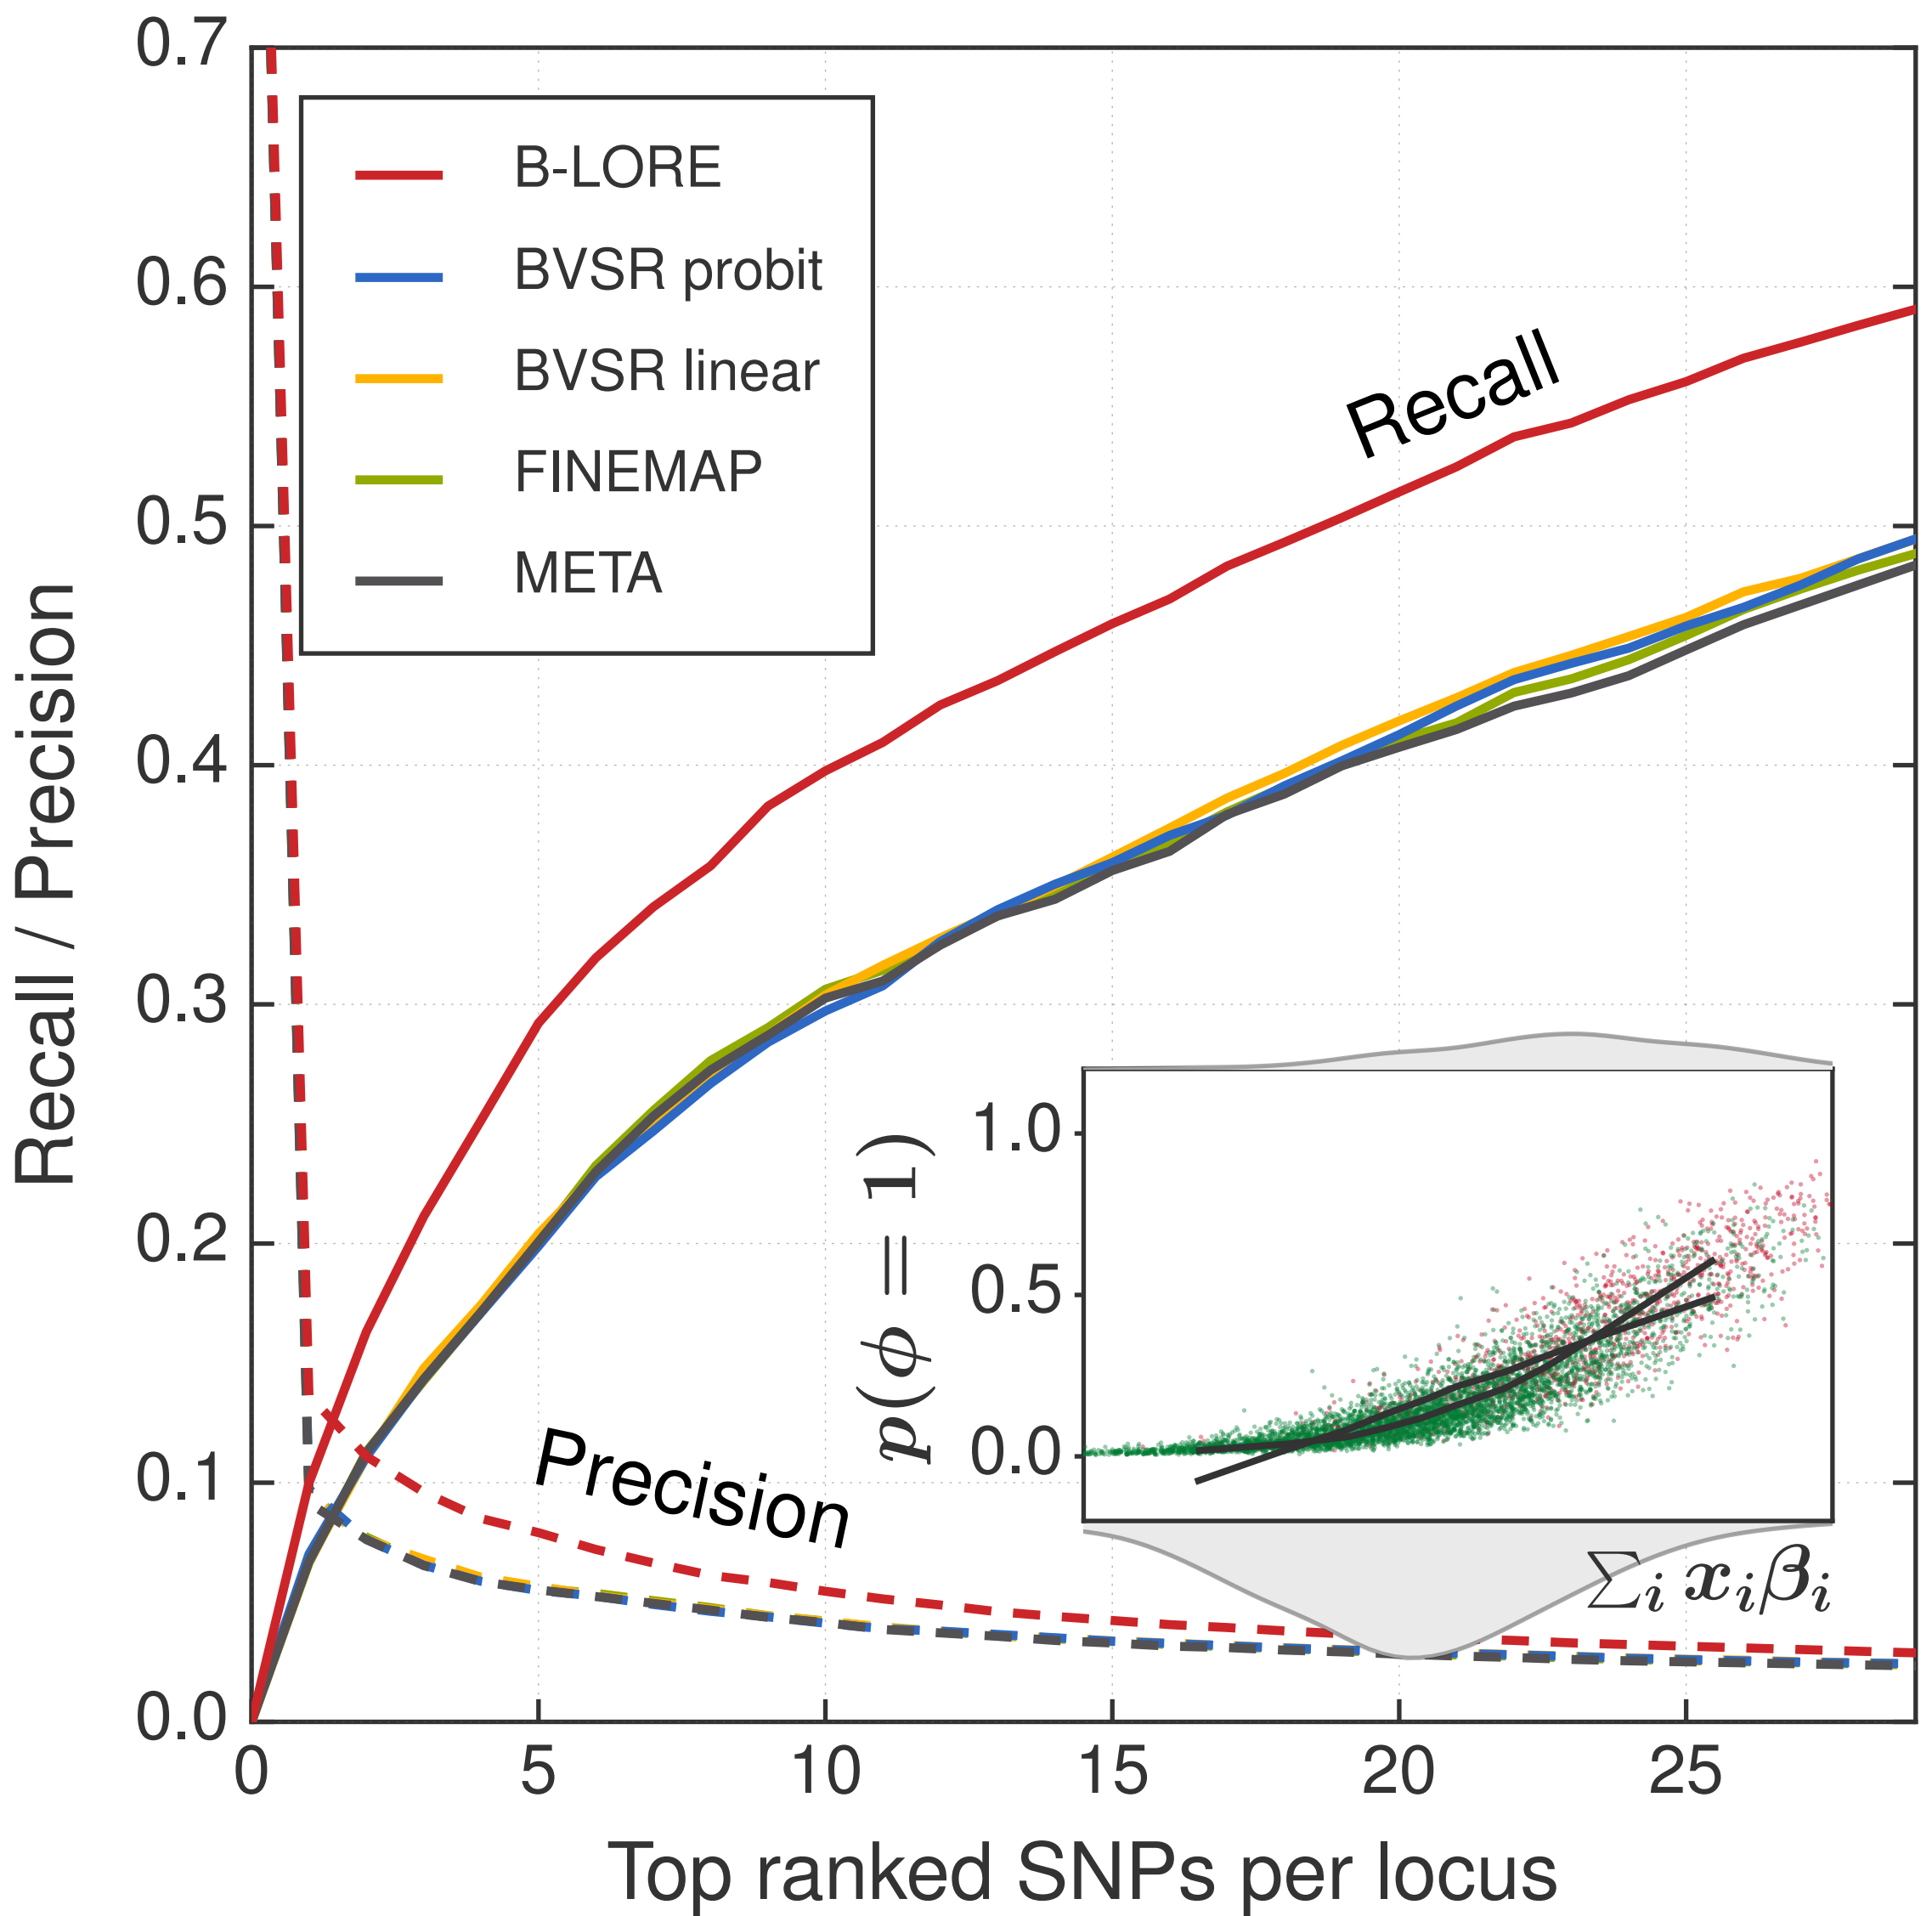 0.7
0.6
0.5
0.4
0.3
0.2
0.1
0.0
Recall / Precision
B-LORE
BVSR probit
BVSR linear
FINEMAP
META
Recall
Precision
1.0
0.5
0.0
p(ϕ = 1)
∑i xiβi
0 5 10 15 20 25
Top ranked SNPs per locus